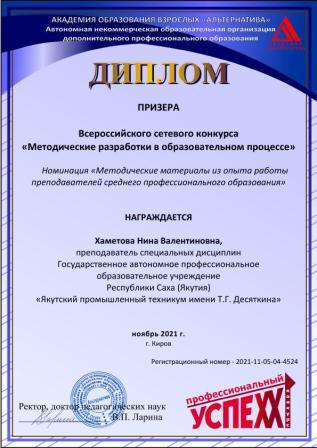 АКАДЕМИЯ ОБРАЗОВАНИЯ ВЗРОСЛЫХ «АЛЬТЕРНАТИВА»
Автономная некоммерческая образовательная организация
дополнительного профессионального образования
ДИПЛОМ
ПРИЗЕРА
Всероссийского сетевого конкурса
«Методические разработки в образовательном процессе»
Номинация «Методические материалы из опыта работы
преподавателей среднего профессионального образования»
НАГРАЖДАЕТСЯ
Хаметова Нина Валентиновна,
преподаватель специальных дисциплин
Государственное автономное профессиональное
образовательное учреждение
Республики Саха (Якутия)
«Якутский промышленный техникум имени Т.Г. Десяткина»
ноябрь 2021 г.
г. Киров
Регистрационный номер - 2021-11-05-04-4524
профессиональный
УСПЕХХ
Ректор, доктор педагогических наук
В.П. Ларина